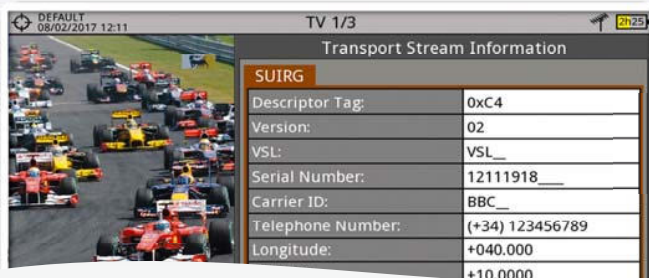 DEFAULT
08/02/2017 12:11
TV 1/3
2h25
Transport Stream Information
SUIRG
Descriptor Tag: 0xC4
Version: 02
VSL: VSL__
Serial Number: 12111918___
Carrier ID: BBC__
Telephone Number: (+34) 123456789
Longitude: +040.000
+10.0000